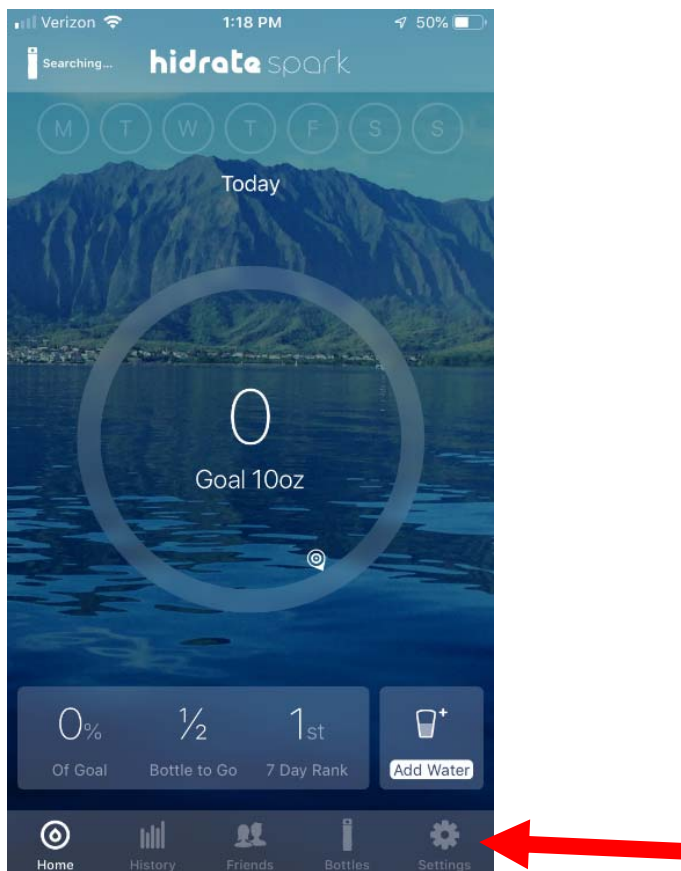 Verizon 1:18 PM 50%
Searching... hidrate spark
M T W T F S S
Today
0
Goal 10oz
0% ½ 1st
Of Goal Bottle to Go 7 Day Rank Add Water
Home History Friends Bottles Settings